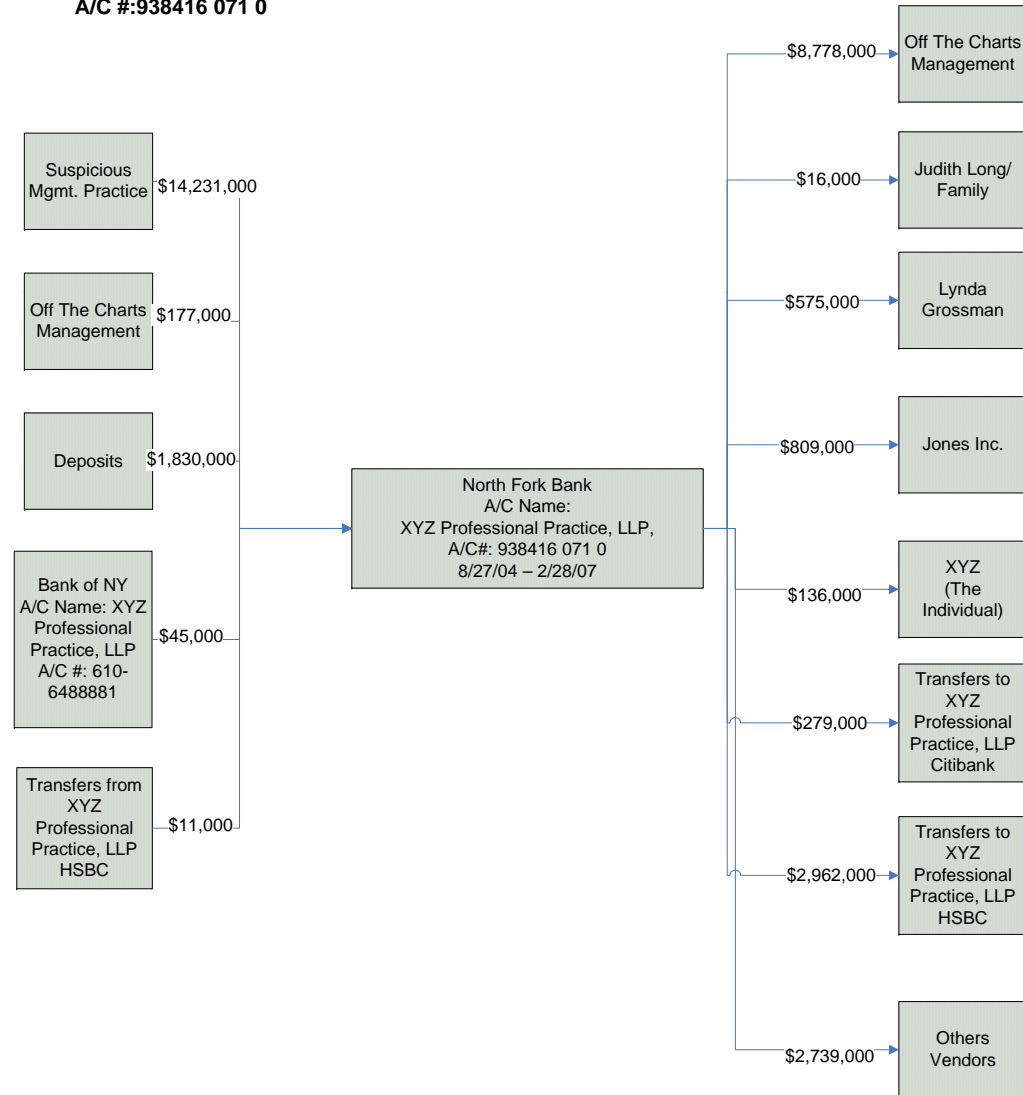 A/C #:938416 071 0
Suspicious
Mgmt. Practice
$14,231,000
Off The Charts
Management
$177,000
Deposits
$1,830,000
Bank of NY
A/C Name: XYZ
Professional
Practice, LLP
A/C #: 610-
6488881
$45,000
Transfers from
XYZ
Professional
Practice, LLP
HSBC
$11,000
North Fork Bank
A/C Name:
XYZ Professional Practice, LLP,
A/C#: 938416 071 0
8/27/04 – 2/28/07
$8,778,000
Off The Charts
Management
$16,000
Judith Long/
Family
$575,000
Lynda
Grossman
$809,000
Jones Inc.
$136,000
XYZ
(The
Individual)
$279,000
Transfers to
XYZ
Professional
Practice, LLP
Citibank
$2,962,000
Transfers to
XYZ
Professional
Practice, LLP
HSBC
$2,739,000
Others
Vendors